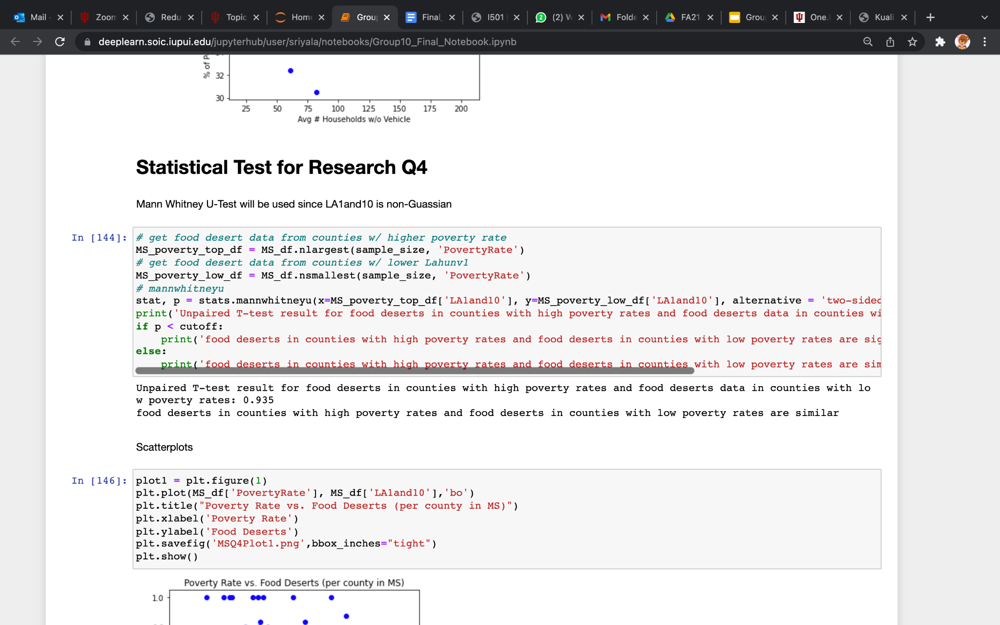 Mail
Zoom
Redu
Topic
Home
Group
Final_
I501
(2) W
Folde
FA21-
Grou
One.I
Kuali
deeplearn.soic.iupui.edu/jupyterhub/user/sriyala/notebooks/Group10_Final_Notebook.ipynb
% of P
32
30
25 50 75 100 125 150 175 200
Avg # Households w/o Vehicle
Statistical Test for Research Q4
Mann Whitney U-Test will be used since LA1and10 is non-Guassian
In [144]:
# get food desert data from counties w/ higher poverty rate
MS_poverty_top_df = MS_df.nlargest(sample_size, 'PovertyRate')
# get food desert data from counties w/ lower Lahunv1
MS_poverty_low_df = MS_df.nsmallest(sample_size, 'PovertyRate')
# mannwhitneyu
stat, p = stats.mannwhitneyu(x=MS_poverty_top_df['LA1and10'], y=MS_poverty_low_df['LA1and10'], alternative = 'two-sided
print('Unpaired T-test result for food deserts in counties with high poverty rates and food deserts data in counties wi
if p < cutoff:
    print('food deserts in counties with high poverty rates and food deserts in counties with low poverty rates are sig
else:
    print('food deserts in counties with high poverty rates and food deserts in counties with low poverty rates are sim
Unpaired T-test result for food deserts in counties with high poverty rates and food deserts data in counties with lo
w poverty rates: 0.935
food deserts in counties with high poverty rates and food deserts in counties with low poverty rates are similar
Scatterplots
In [146]:
plot1 = plt.figure(1)
plt.plot(MS_df['PovertyRate'], MS_df['LA1and10'],'bo')
plt.title("Poverty Rate vs. Food Deserts (per county in MS)")
plt.xlabel('Poverty Rate')
plt.ylabel('Food Deserts')
plt.savefig('MSQ4Plot1.png',bbox_inches="tight")
plt.show()
Poverty Rate vs. Food Deserts (per county in MS)
1.0